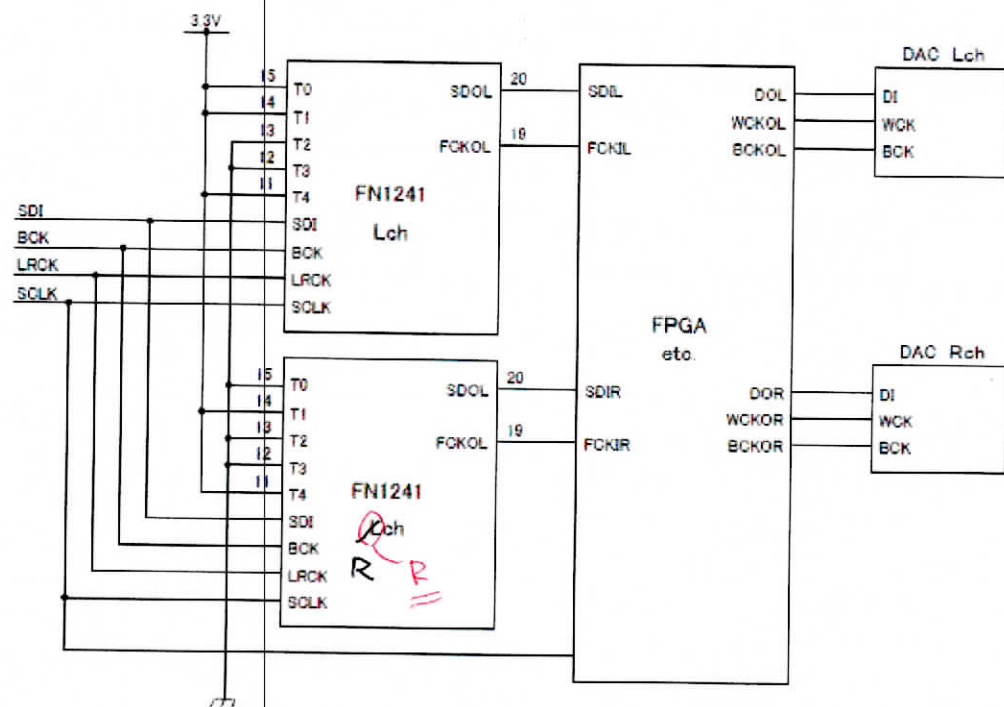 3.3V
DAC Lch
15 T0 SDOL 20 SDIL DOL DI
14 T1 WCKOL WCK
13 T2 FCKOL 19 FCKIL BCKOL BCK
12 T3
11 T4 FN1241
SDI SDI Lch
BCK BCK
LRCK LRCK
SCLK SCLK
FPGA
etc.
DAC Rch
15 T0 SDOL 20 SDIR DOR DI
14 T1 WCKOR WCK
13 T2 FCKOL 19 FCKIR BCKOR BCK
12 T3
11 T4 FN1241
SDI Lch
BCK
LRCK R R
SCLK